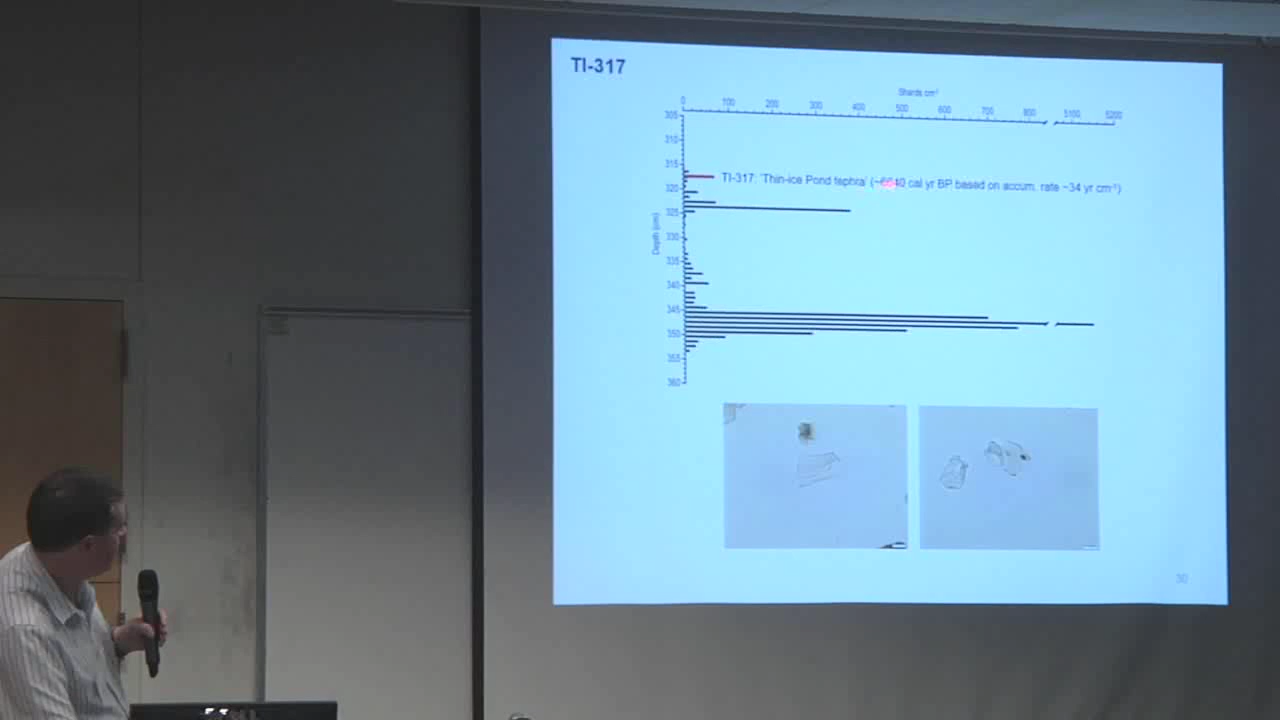 TI-317
Shards cm-3
0 100 200 300 400 500 600 700 800 5100 5200
305
310
315
TI-317: 'Thin-ice Pond tephra' (~ cal yr BP based on accum. rate ~34 yr cm-1)
320
325
Depth (cm)
330
335
340
345
350
355
360
30